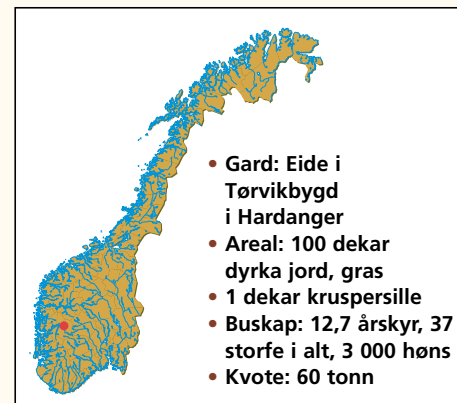 • Gard: Eide i
Tørvikbygd
i Hardanger
• Areal: 100 dekar
dyrka jord, gras
• 1 dekar kruspersille
• Buskap: 12,7 årskyr, 37
storfe i alt, 3 000 høns
• Kvote: 60 tonn